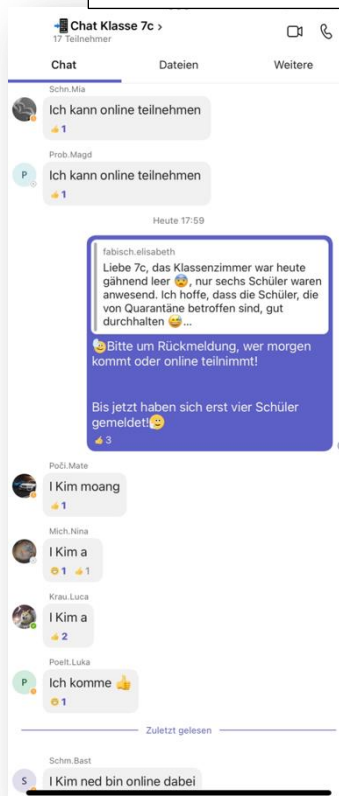 Chat Klasse 7c >
17 Teilnehmer
Chat Dateien Weitere
Schn.Mia
Ich kann online teilnehmen
👍 1
Prob.Magd
P
Ich kann online teilnehmen
👍 1
Heute 17:59
fabisch.elisabeth
Liebe 7c, das Klassenzimmer war heute
gähnend leer 😨, nur sechs Schüler waren
anwesend. Ich hoffe, dass die Schüler, die
von Quarantäne betroffen sind, gut
durchhalten 😅...
Bitte um Rückmeldung, wer morgen
kommt oder online teilnimmt!
Bis jetzt haben sich erst vier Schüler
gemeldet!
👍 3
Poči.Mate
I Kim moang
👍 1
Mich.Nina
I Kim a
1 👍 1
Krau.Luca
I Kim a
👍 2
Poelt.Luka
P
Ich komme 👍
1
Zuletzt gelesen
Schm.Bast
S
I Kim ned bin online dabei